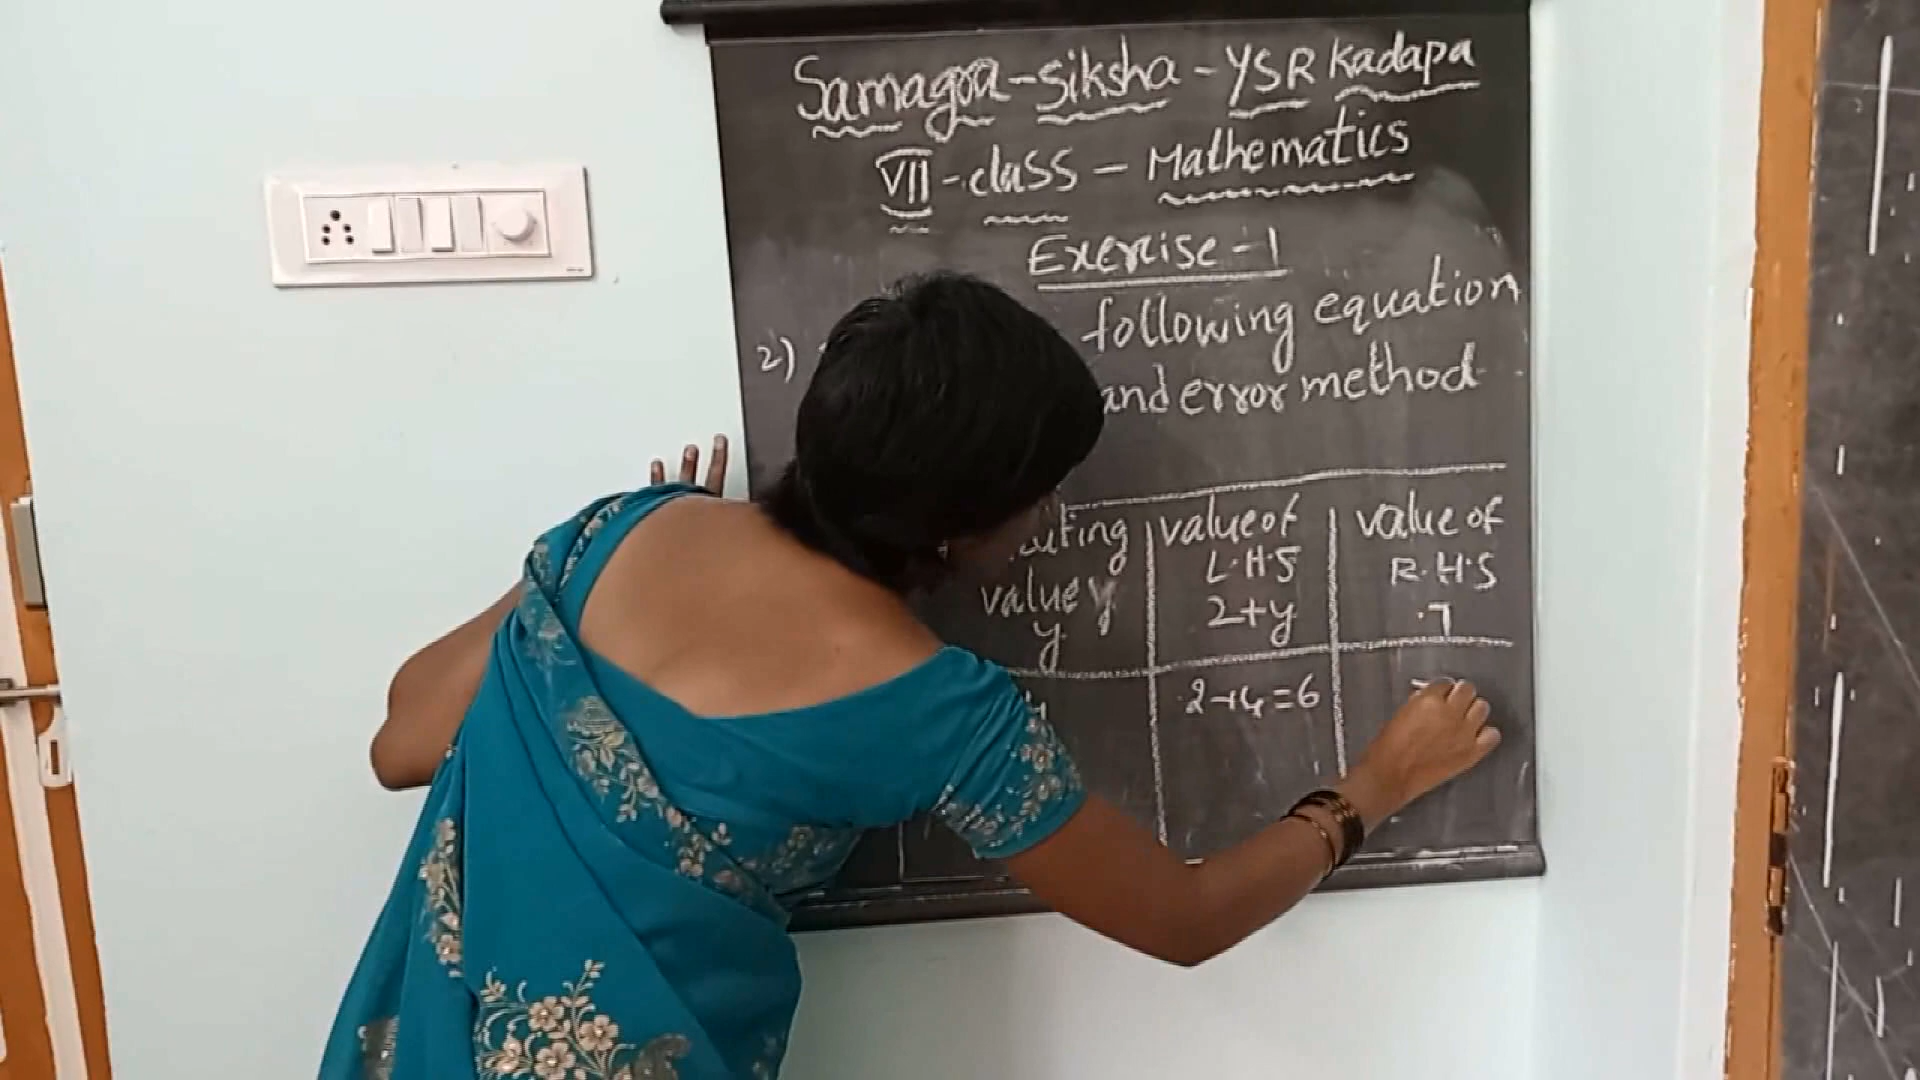 Samagra-Siksha-YSR Kadapa
VII-class-Mathematics
Exercise-1
2) following equation
and error method
value y
y
value of
L.H.S
2+y
value of
R.H.S
7
2+4=6